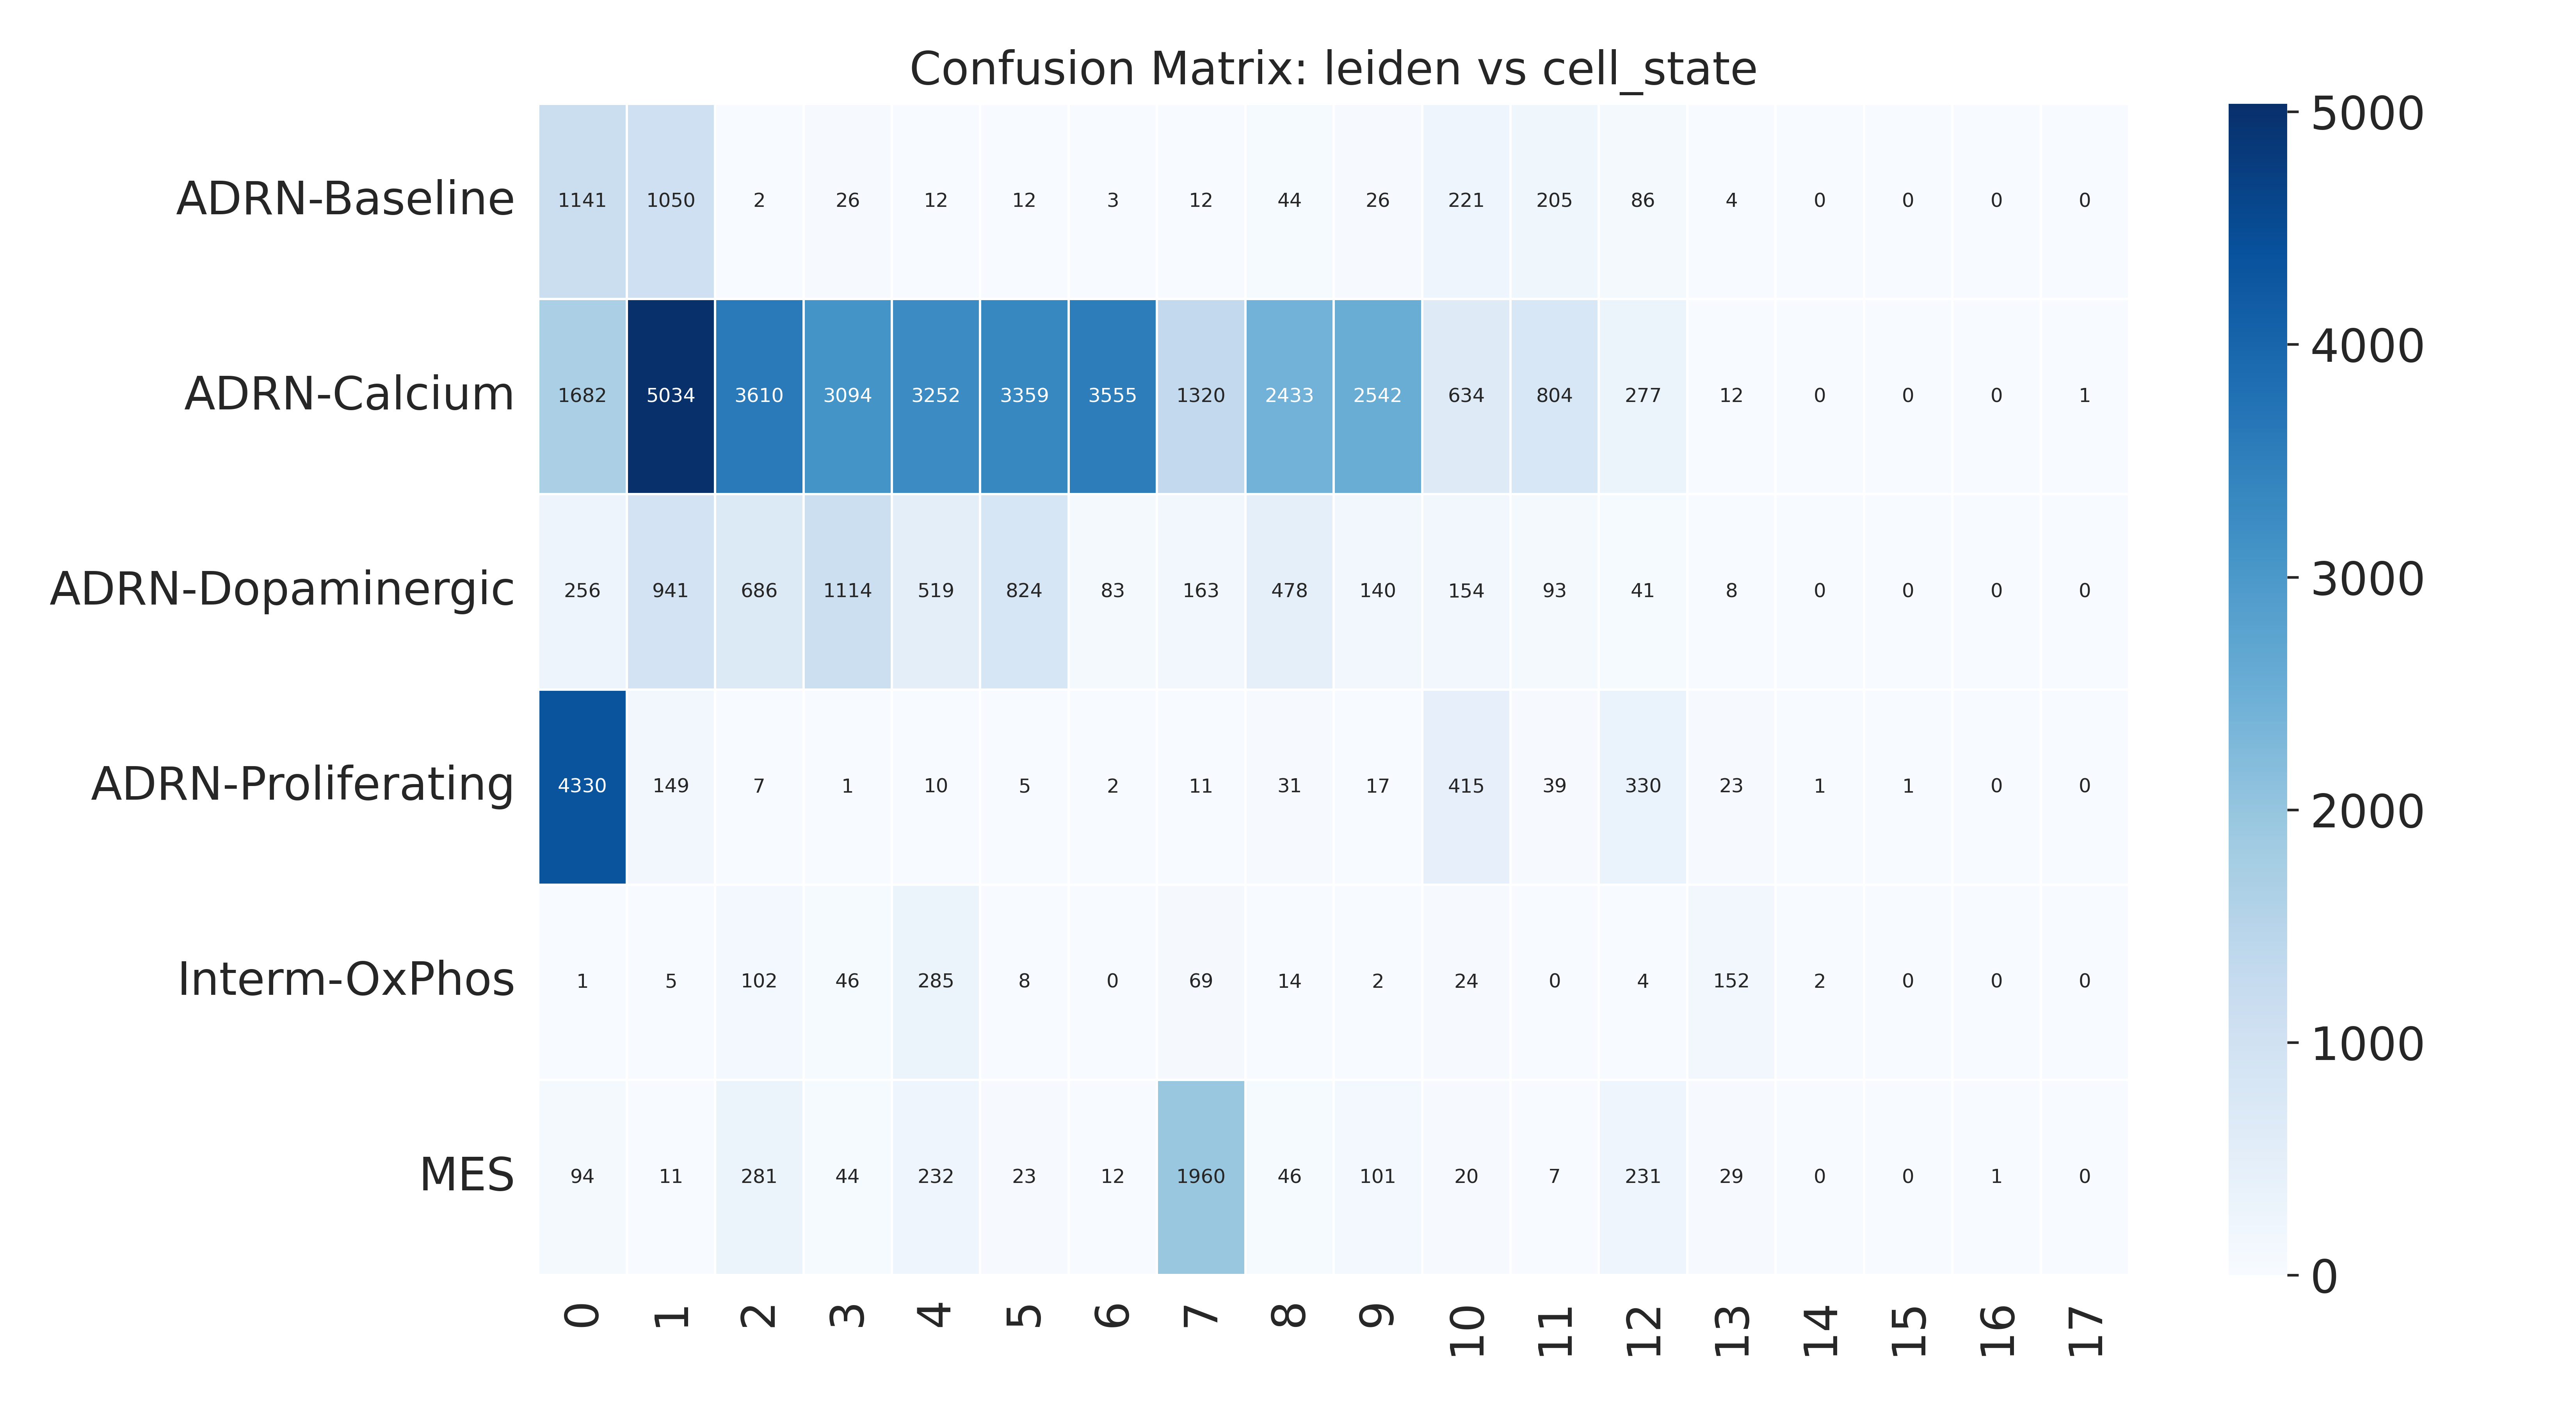 Confusion Matrix: leiden vs cell_state
ADRN-Baseline 1141 1050 2 26 12 12 3 12 44 26 221 205 86 4 0 0 0 0
ADRN-Calcium 1682 5034 3610 3094 3252 3359 3555 1320 2433 2542 634 804 277 12 0 0 0 1
ADRN-Dopaminergic 256 941 686 1114 519 824 83 163 478 140 154 93 41 8 0 0 0 0
ADRN-Proliferating 4330 149 7 1 10 5 2 11 31 17 415 39 330 23 1 1 0 0
Interm-OxPhos 1 5 102 46 285 8 0 69 14 2 24 0 4 152 2 0 0 0
MES 94 11 281 44 232 23 12 1960 46 101 20 7 231 29 0 0 1 0
0 1 2 3 4 5 6 7 8 9 10 11 12 13 14 15 16 17
5000
4000
3000
2000
1000
0